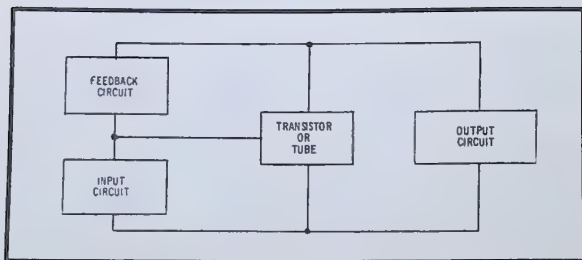 FEEDBACK
CIRCUIT
INPUT
CIRCUIT
TRANSISTOR
OR
TUBE
OUTPUT
CIRCUIT